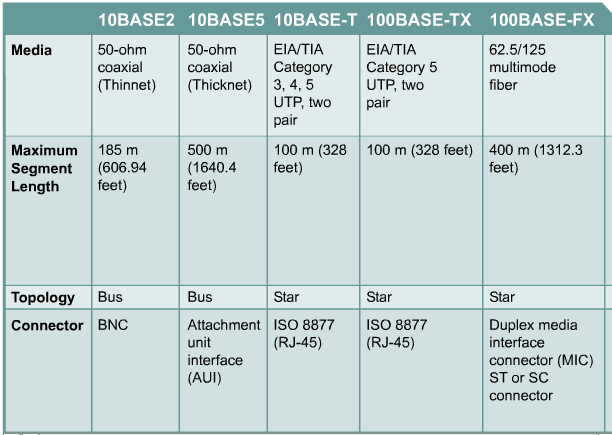 10BASE2 10BASE5 10BASE-T 100BASE-TX 100BASE-FX
Media
50-ohm
coaxial
(Thinnet)
50-ohm
coaxial
(Thicknet)
EIA/TIA
Category
3, 4, 5
UTP, two
pair
EIA/TIA
Category 5
UTP, two
pair
62.5/125
multimode
fiber
Maximum
Segment
Length
185 m
(606.94
feet)
500 m
(1640.4
feet)
100 m (328
feet)
100 m (328 feet)
400 m (1312.3
feet)
Topology
Bus
Bus
Star
Star
Star
Connector
BNC
Attachment
unit
interface
(AUI)
ISO 8877
(RJ-45)
ISO 8877
(RJ-45)
Duplex media
interface
connector (MIC)
ST or SC
connector